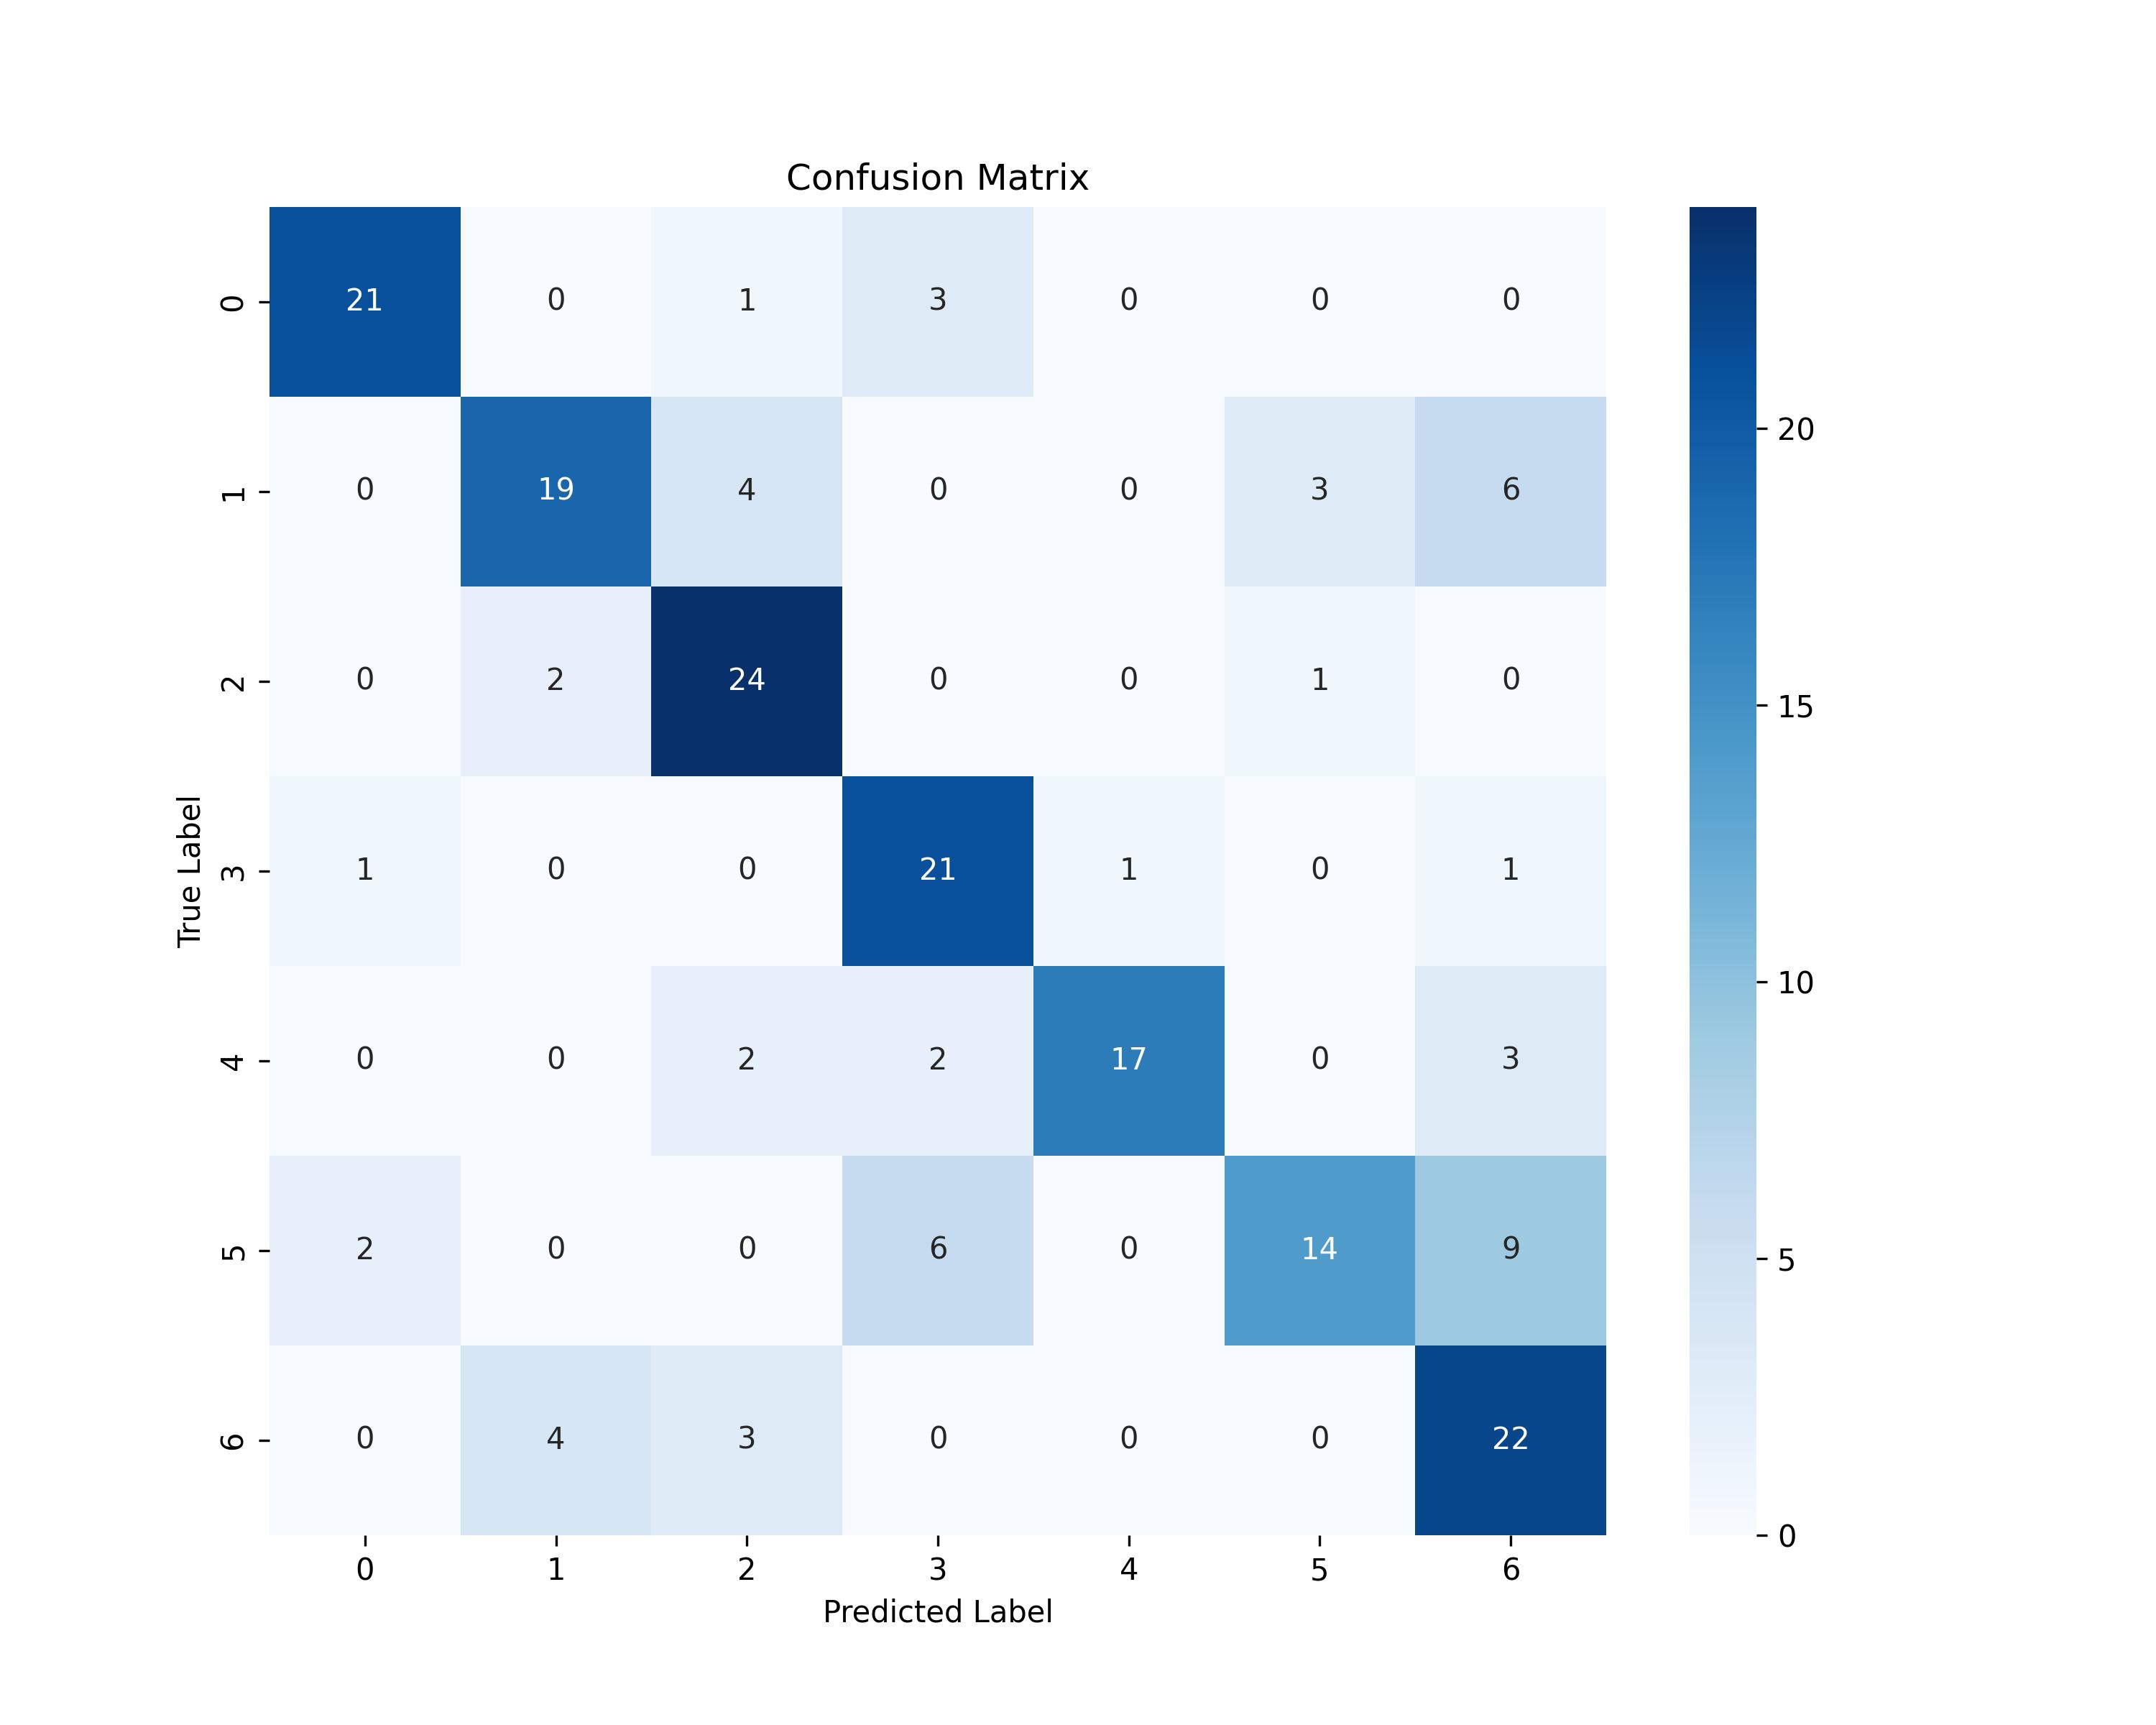 Confusion Matrix
0 21 0 1 3 0 0 0
1 0 19 4 0 0 3 6
2 0 2 24 0 0 1 0
3 1 0 0 21 1 0 1
4 0 0 2 2 17 0 3
5 2 0 0 6 0 14 9
6 0 4 3 0 0 0 22
0 1 2 3 4 5 6
True Label
Predicted Label
20
15
10
5
0